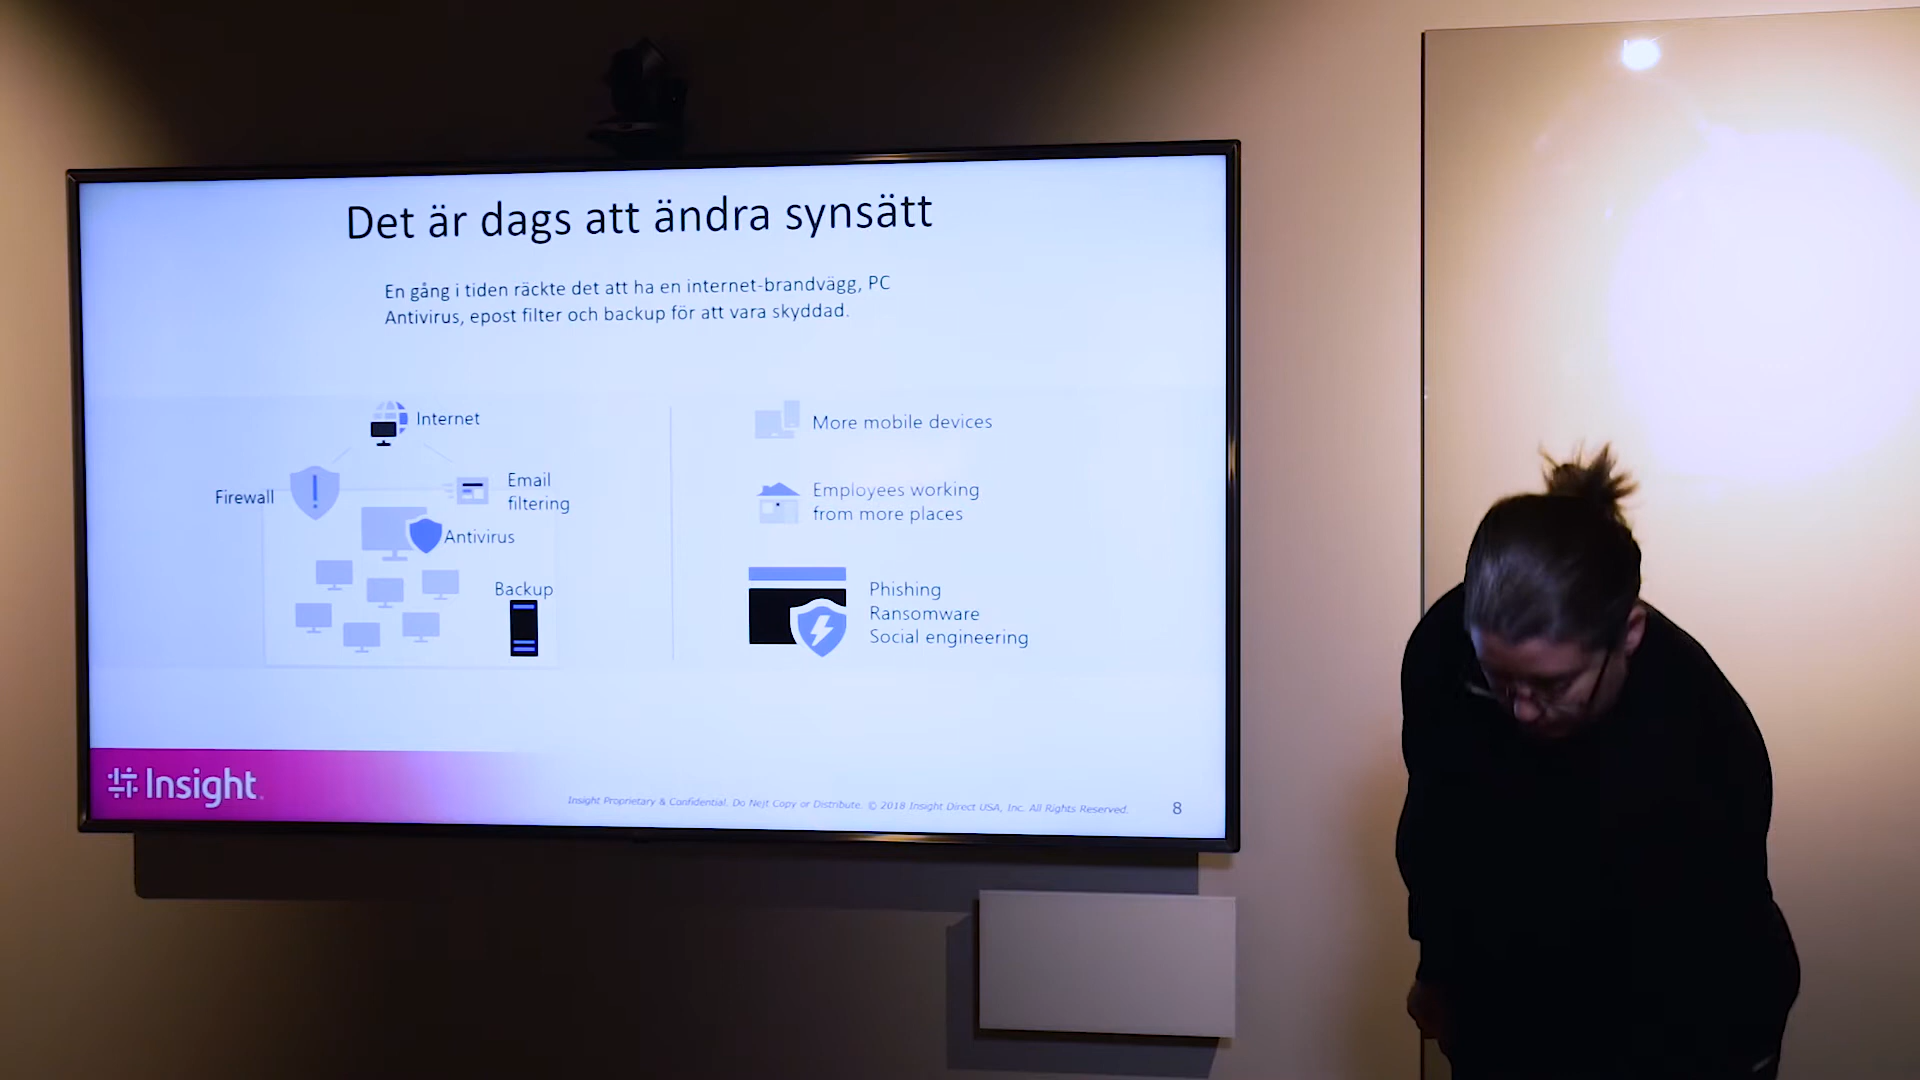 Det är dags att ändra synsätt
En gång i tiden räckte det att ha en internet-brandvägg, PC
Antivirus, epost filter och backup för att vara skyddad.
Internet
Firewall
Email
filtering
Antivirus
Backup
More mobile devices
Employees working
from more places
Phishing
Ransomware
Social engineering
Insight
Insight Proprietary & Confidential. Do Nejt Copy or Distribute. © 2018 Insight Direct USA, Inc. All Rights Reserved.
8